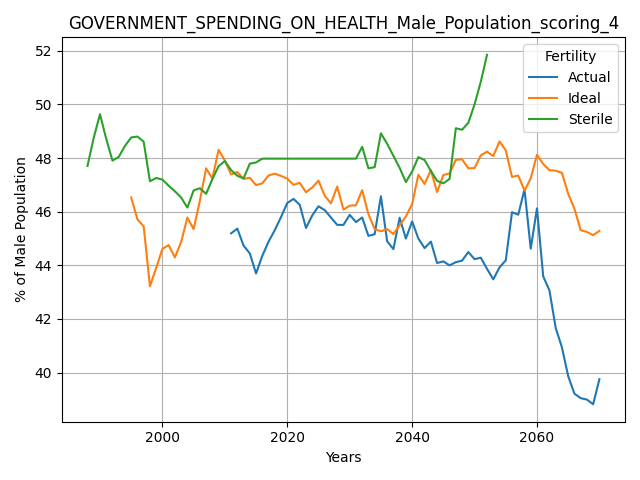 GOVERNMENT_SPENDING_ON_HEALTH_Male_Population_scoring_4
52
50
48
46
44
42
40
% of Male Population
Fertility
Actual
Ideal
Sterile
2000
2020
2040
2060
Years